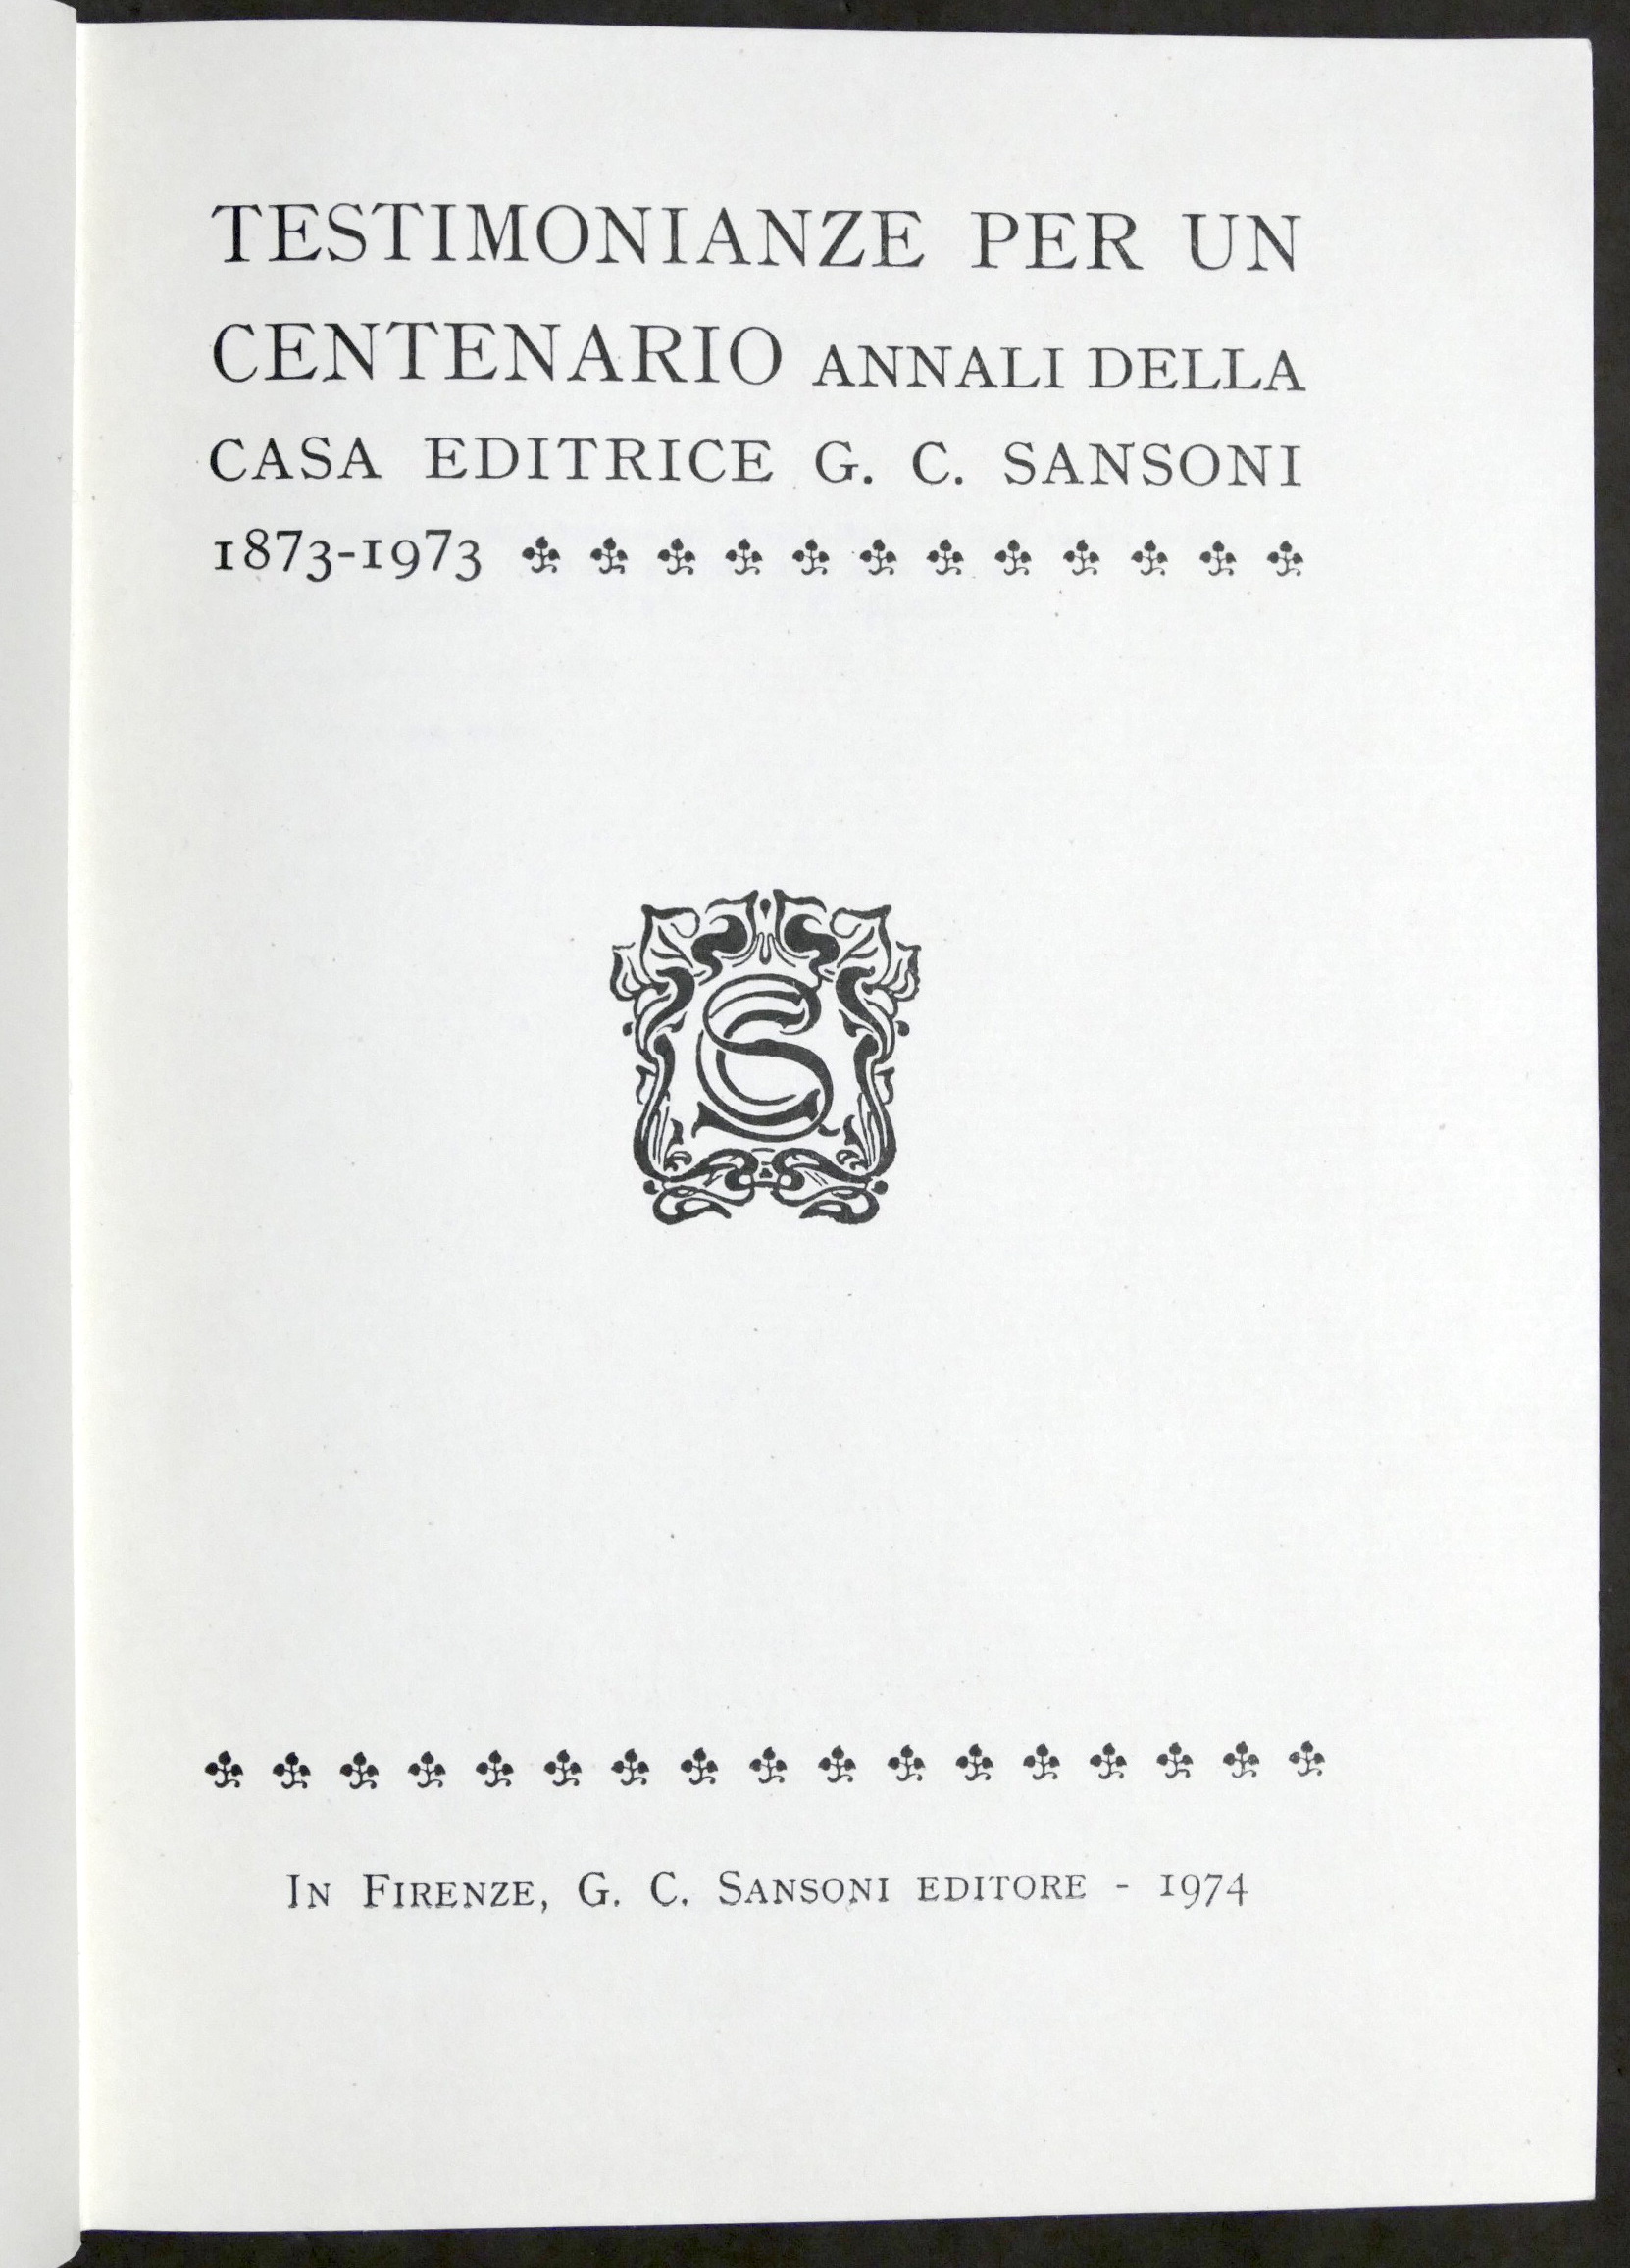 TESTIMONIANZE PER UN
CENTENARIO ANNALI DELLA
CASA EDITRICE G. C. SANSONI
1873-1973
In Firenze, G. C. Sansoni editore - 1974